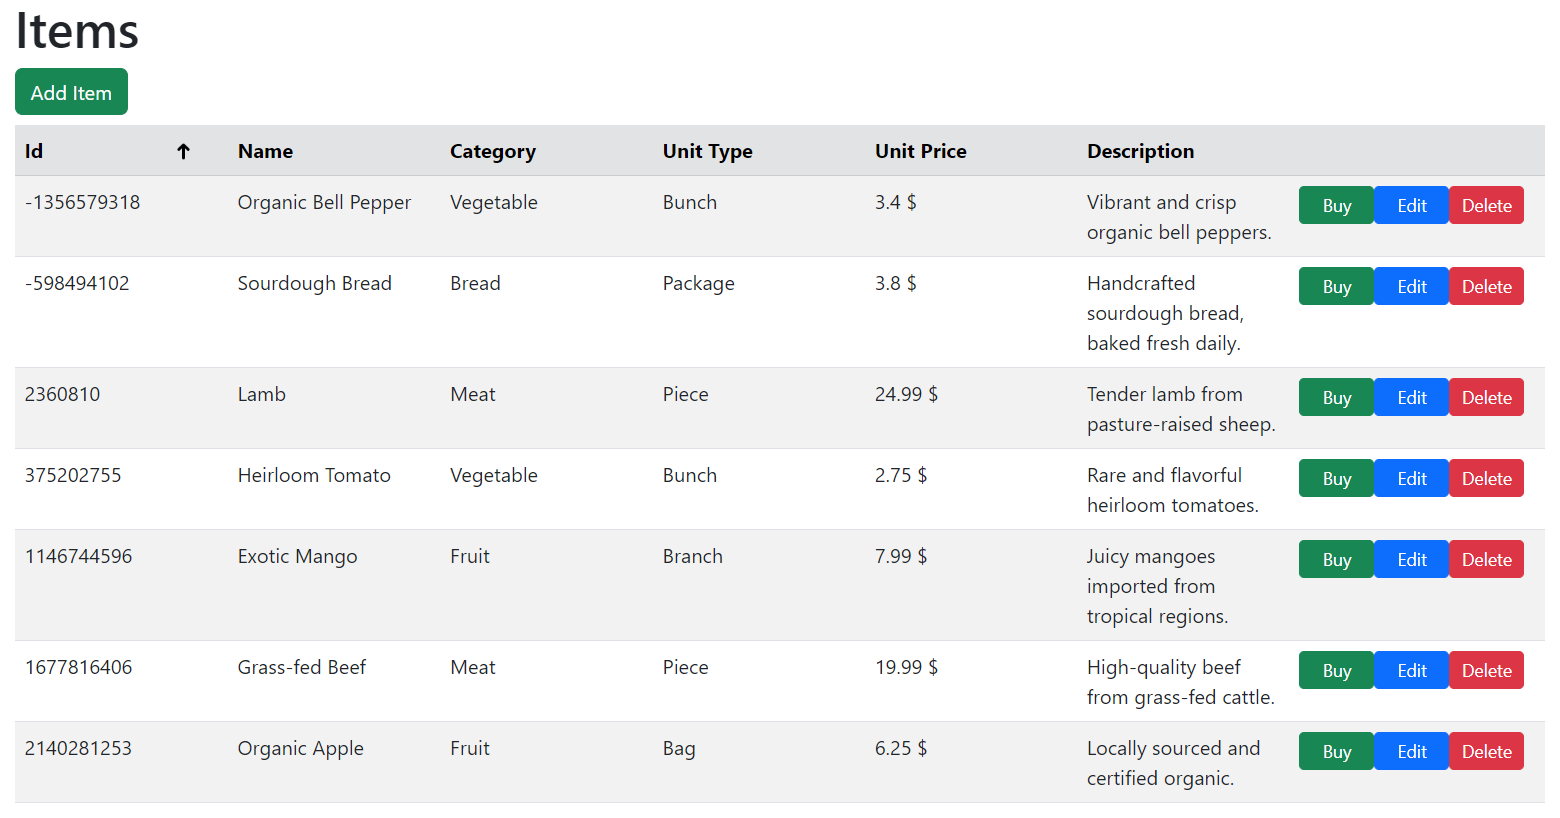 Items
Add Item
Id ↑ Name Category Unit Type Unit Price Description
-1356579318 Organic Bell Pepper Vegetable Bunch 3.4 $ Vibrant and crisp Buy Edit Delete
organic bell peppers.
-598494102 Sourdough Bread Bread Package 3.8 $ Handcrafted Buy Edit Delete
sourdough bread,
baked fresh daily.
2360810 Lamb Meat Piece 24.99 $ Tender lamb from Buy Edit Delete
pasture-raised sheep.
375202755 Heirloom Tomato Vegetable Bunch 2.75 $ Rare and flavorful Buy Edit Delete
heirloom tomatoes.
1146744596 Exotic Mango Fruit Branch 7.99 $ Juicy mangoes Buy Edit Delete
imported from
tropical regions.
1677816406 Grass-fed Beef Meat Piece 19.99 $ High-quality beef Buy Edit Delete
from grass-fed cattle.
2140281253 Organic Apple Fruit Bag 6.25 $ Locally sourced and Buy Edit Delete
certified organic.